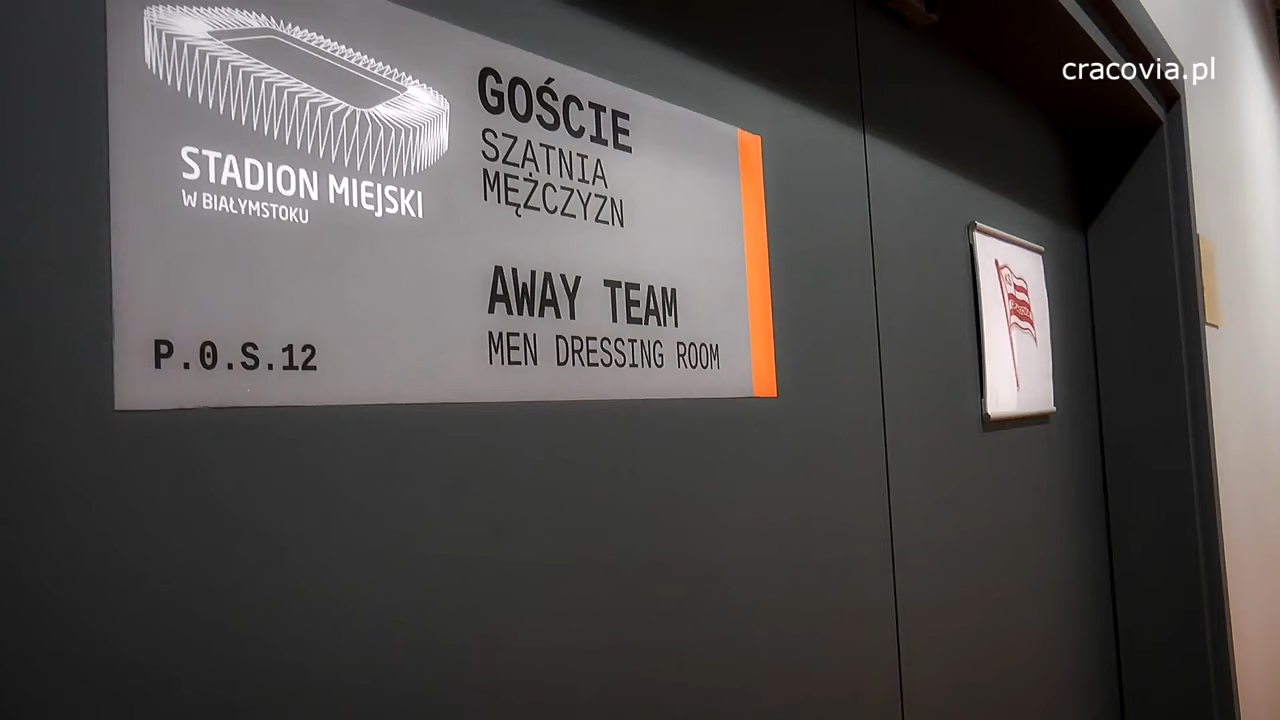 cracovia.pl
STADION MIEJSKI
W BIAŁYMSTOKU
P.0.S.12
GOŚCIE
SZATNIA
MĘŻCZYZN
AWAY TEAM
MEN DRESSING ROOM